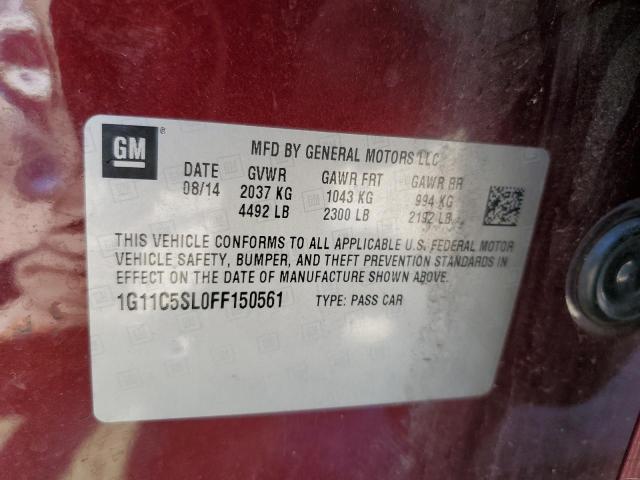 GM
®
MFD BY GENERAL MOTORS LLC
DATE GVWR GAWR FRT GAWR RR
08/14 2037 KG 1043 KG 994 KG
4492 LB 2300 LB 2192 LB
THIS VEHICLE CONFORMS TO ALL APPLICABLE U.S. FEDERAL MOTOR
VEHICLE SAFETY, BUMPER, AND THEFT PREVENTION STANDARDS IN
EFFECT ON THE DATE OF MANUFACTURE SHOWN ABOVE.
1G11C5SL0FF150561 TYPE: PASS CAR